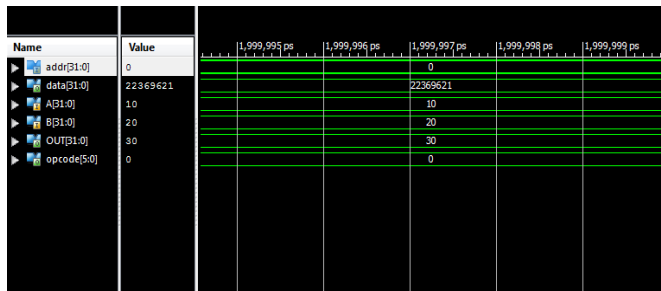 Name Value
1,999,995 ps 1,999,996 ps 1,999,997 ps 1,999,998 ps 1,999,999 ps
addr[31:0] 0 0
data[31:0] 22369621 22369621
A[31:0] 10 10
B[31:0] 20 20
OUT[31:0] 30 30
opcode[5:0] 0 0